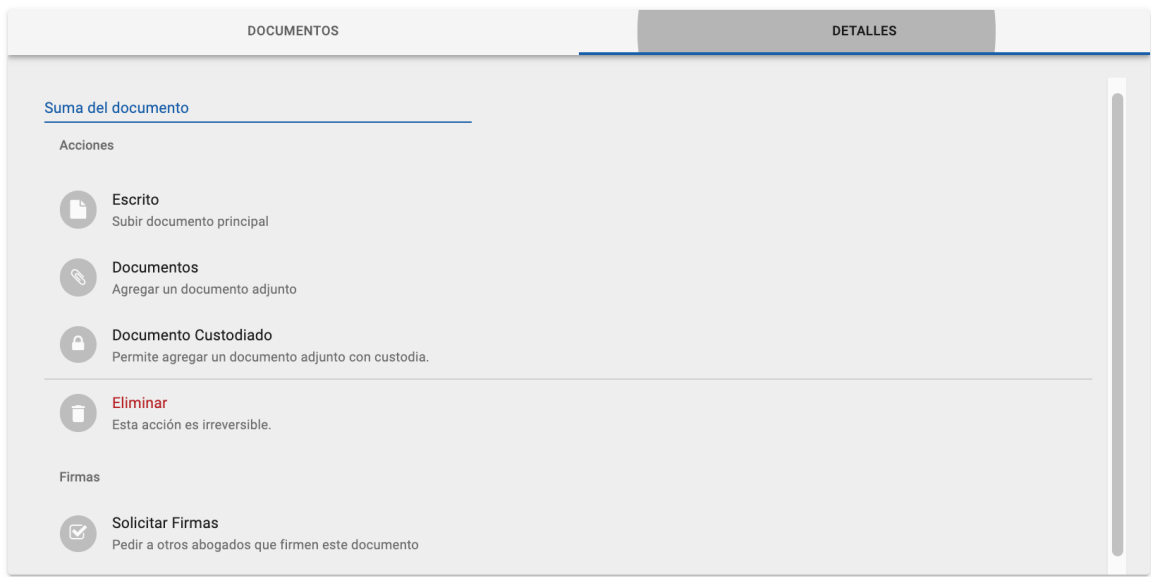 DOCUMENTOS
DETALLES
Suma del documento
Acciones
Escrito
Subir documento principal
Documentos
Agregar un documento adjunto
Documento Custodiado
Permite agregar un documento adjunto con custodia.
Eliminar
Esta acción es irreversible.
Firmas
Solicitar Firmas
Pedir a otros abogados que firmen este documento